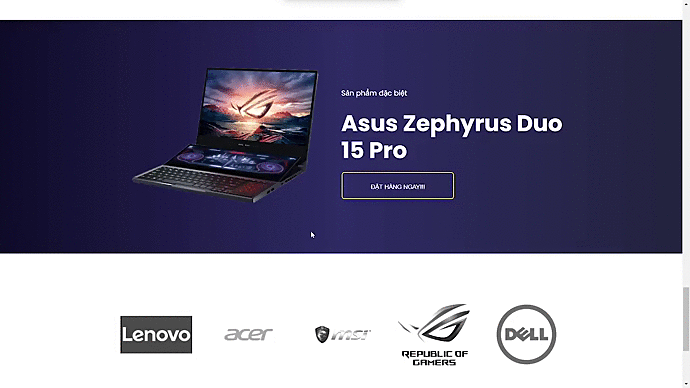 Sản phẩm đặc biệt
Asus Zephyrus Duo
15 Pro
ĐẶT HÀNG NGAY!!!
Lenovo
acer
msi
REPUBLIC OF
GAMERS
DELL